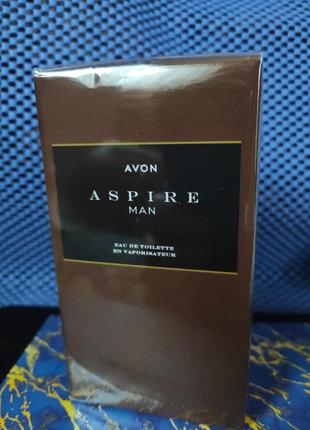 AVON
ASPIRE
MAN
EAU DE TOILETTE
EN VAPORISATEUR